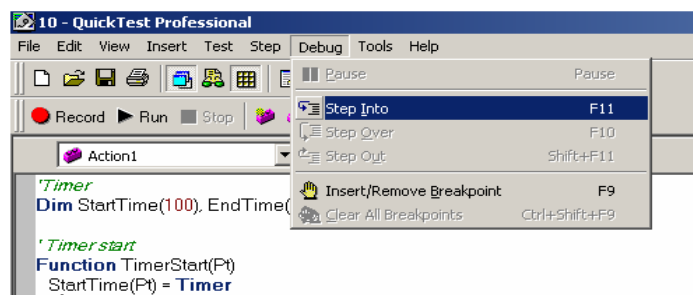 10 - QuickTest Professional
File Edit View Insert Test Step Debug Tools Help
Pause Pause
Record Run Stop
Step Into F11
Step Over F10
Step Out Shift+F11
Action1
Insert/Remove Breakpoint F9
Clear All Breakpoints Ctrl+Shift+F9
'Timer
Dim StartTime(100), EndTime(
' Timer start
Function TimerStart(Pt)
StartTime(Pt) = Timer